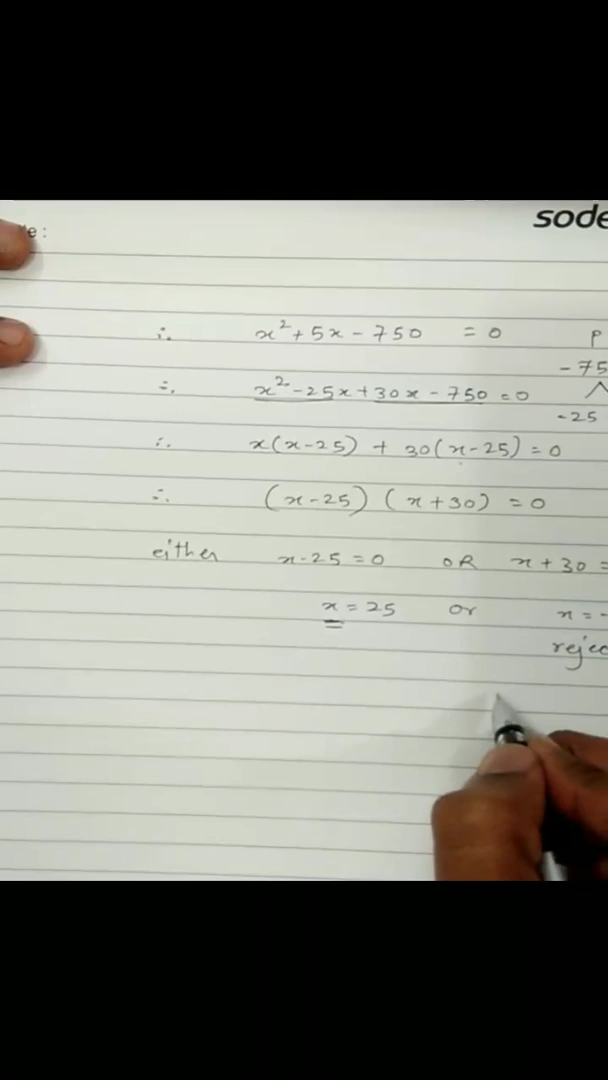 sode
e :
∴ x² + 5x - 750 = 0 P
-75
∴ x² - 25x + 30x - 750 = 0
-25
∴ x(x-25) + 30(x-25) = 0
∴ (x-25) (x+30) = 0
either x-25 = 0 OR x+30 =
x = 25 or x = -
rejec